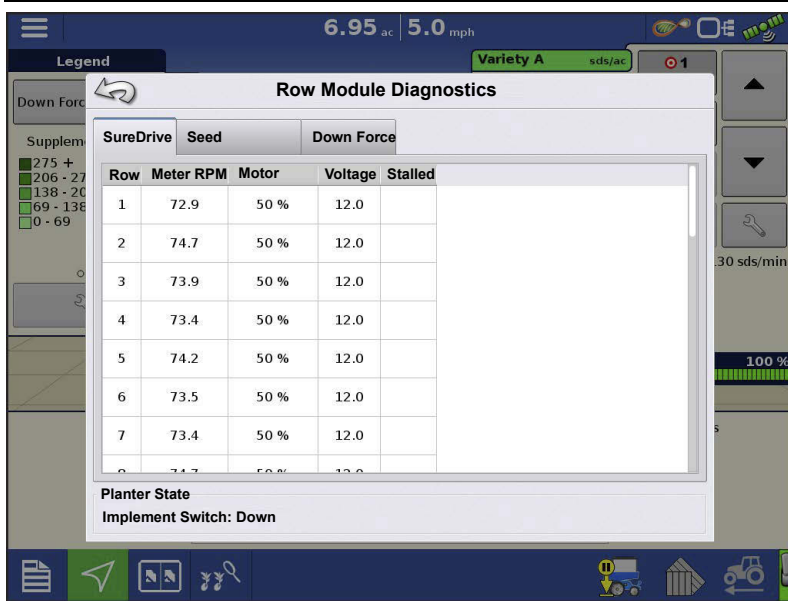 6.95 ac 5.0 mph
Legend
Variety A sds/ac
1
Down Forc
Row Module Diagnostics
Supplem
SureDrive Seed Down Force
275 +
206 - 27
138 - 20
69 - 138
0 - 69
Row Meter RPM Motor Voltage Stalled
1 72.9 50 % 12.0
2 74.7 50 % 12.0
3 73.9 50 % 12.0
4 73.4 50 % 12.0
5 74.2 50 % 12.0
6 73.5 50 % 12.0
7 73.4 50 % 12.0
30 sds/min
100 %
Planter State
Implement Switch: Down